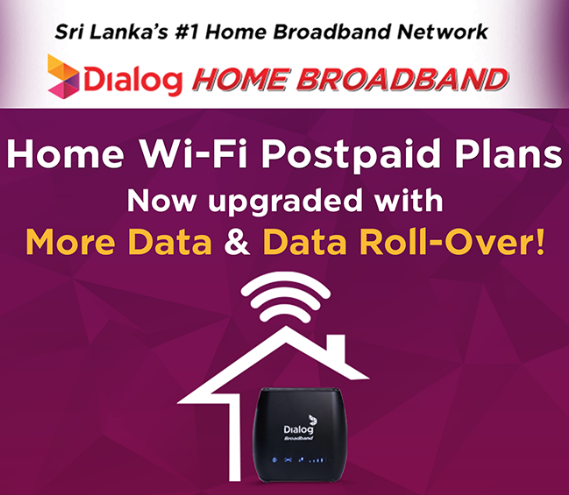 Sri Lanka's #1 Home Broadband Network
Dialog HOME BROADBAND
Home Wi-Fi Postpaid Plans
Now upgraded with
More Data & Data Roll-Over!
Dialog
Broadband